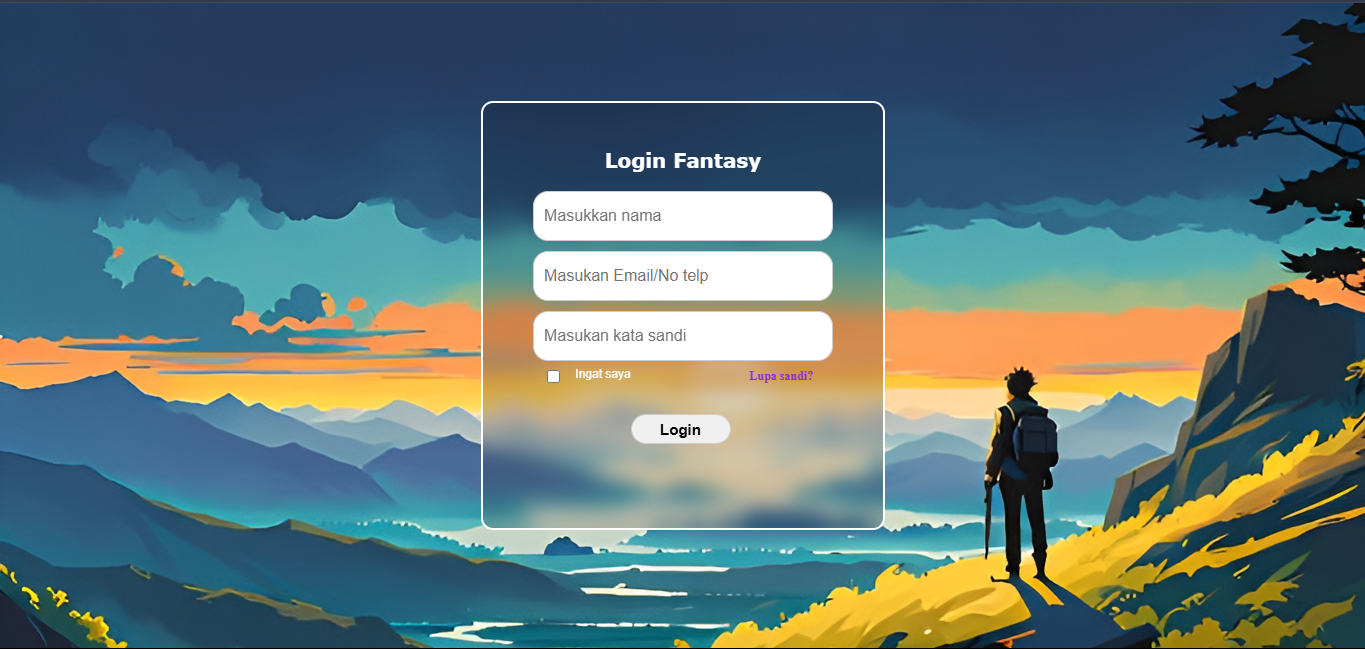 Login Fantasy
Masukkan nama
Masukan Email/No telp
Masukan kata sandi
Ingat saya Lupa sandi?
Login